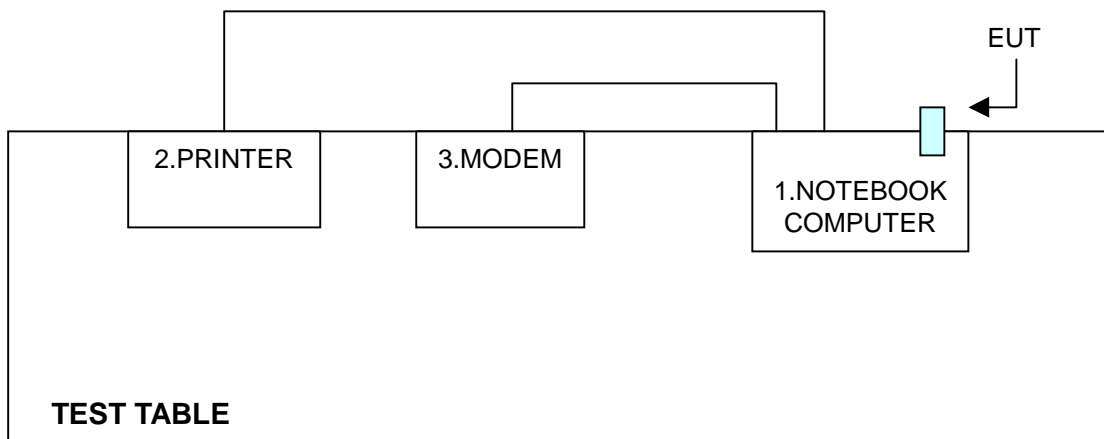 EUT
2.PRINTER
3.MODEM
1.NOTEBOOK
COMPUTER
TEST TABLE